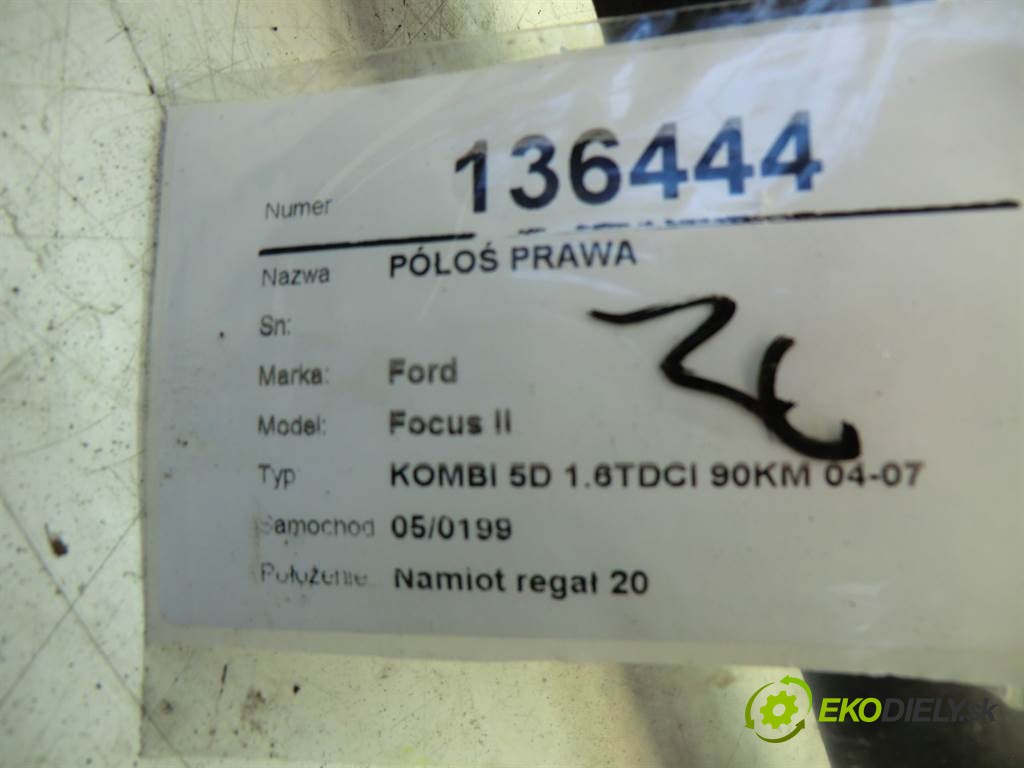 Numer 136444
Nazwa PÓLOŚ PRAWA
Sn:
Marka: Ford
Model: Focus II
Typ KOMBI 5D 1.6TDCI 90KM 04-07
Samochod 05/0199
Położenie Namiot regał 20
EKODIELY.sk